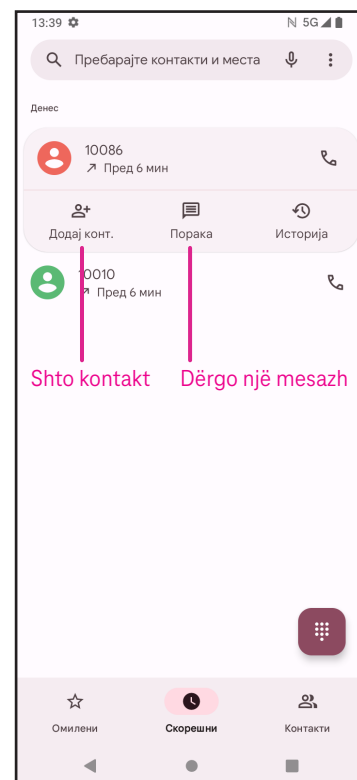 13:39 5G
Пребарајте контакти и места
Денес
10086
Пред 6 мин
Додај конт. Порака Историја
10010
Пред 6 мин
Shto kontakt Dërgo një mesazh
Омилени Скорешни Контакти